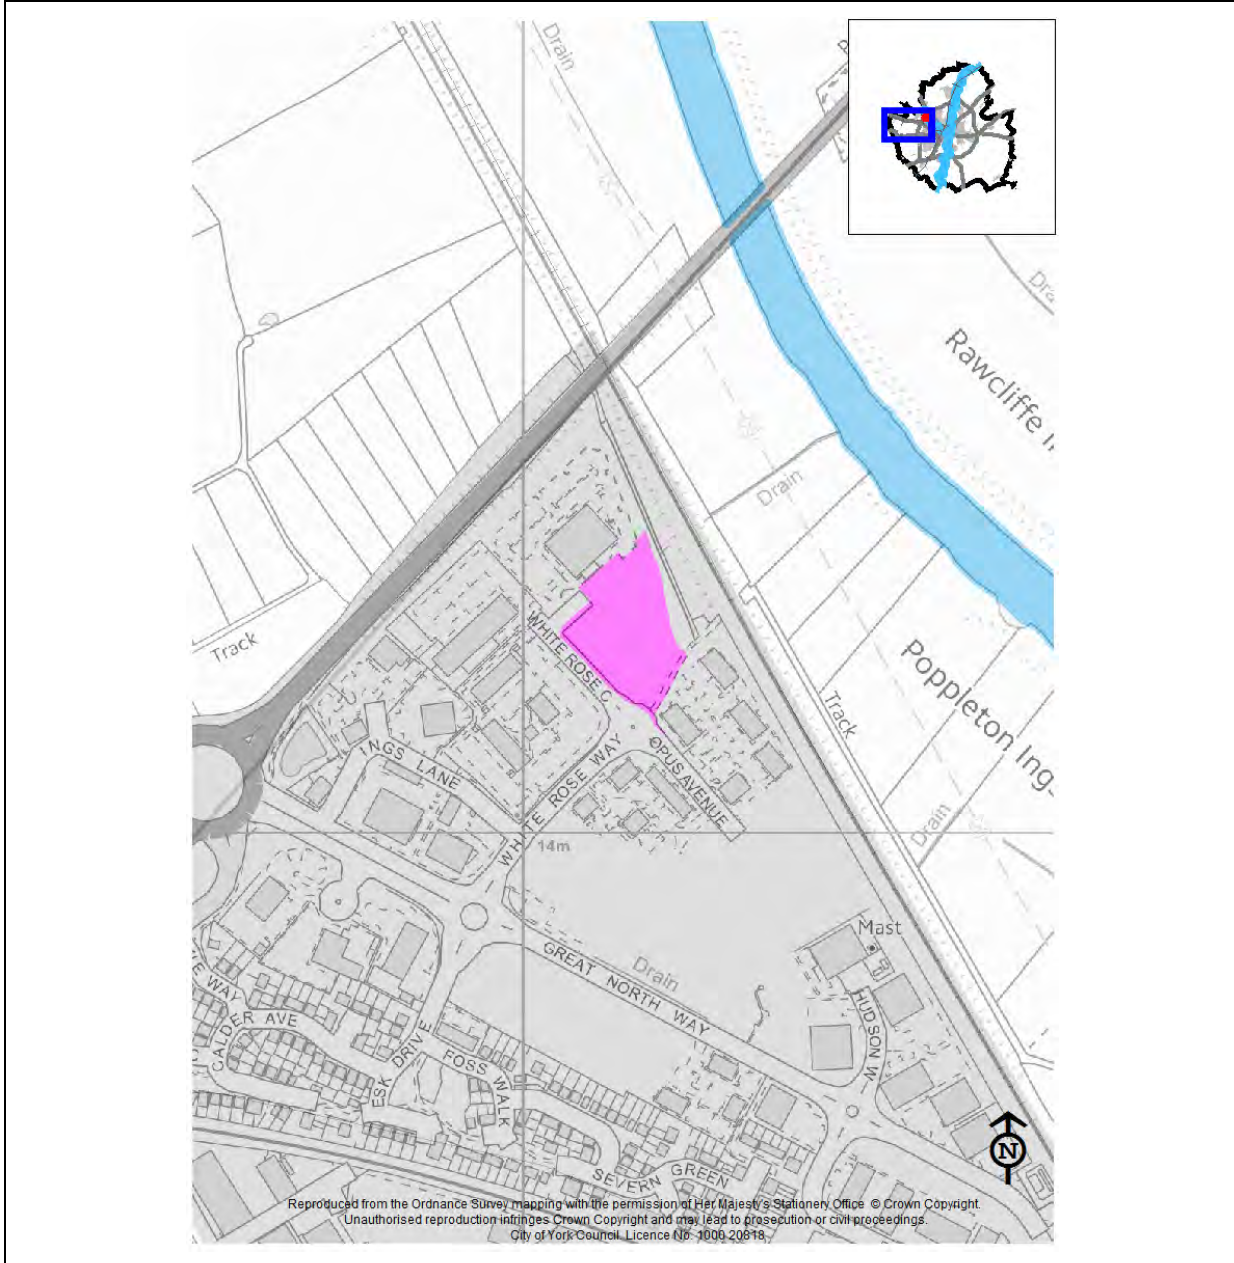 Drain
Rawcliffe
Drain
Track
WHITE ROSE C
Poppleton Ing
Track
OPUS AVENUE
INGS LANE
WHITE ROSE WAY
Drain
14m
Mast
GREAT NORTH WAY
Drain
HUDSON W
WAY
CALDER AVE
ESK DRIVE
FOSS WALK
SEVERN GREEN
N
Reproduced from the Ordnance Survey mapping with the permission of Her Majesty's Stationery Office © Crown Copyright.
Unauthorised reproduction infringes Crown Copyright and may lead to prosecution or civil proceedings.
City of York Council. Licence No. 1000 20818